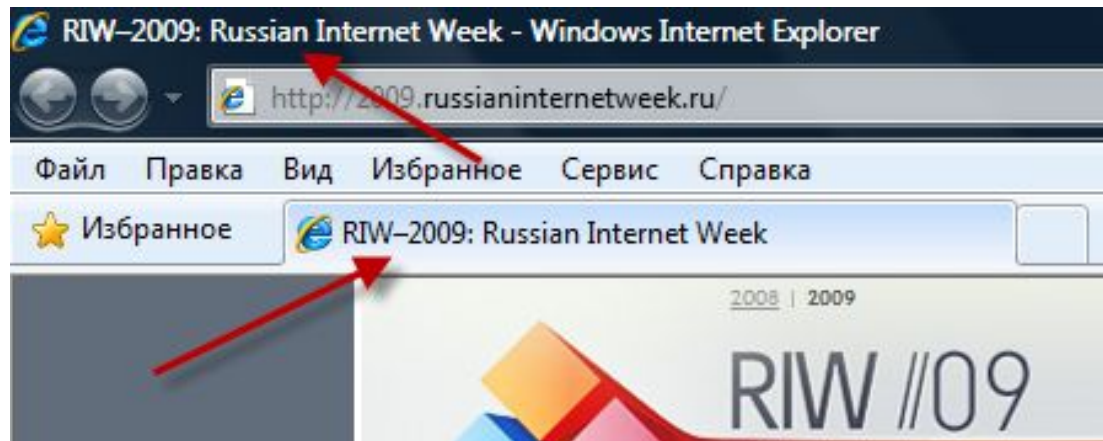 RIW–2009: Russian Internet Week - Windows Internet Explorer
http://2009.russianinternetweek.ru/
Файл Правка Вид Избранное Сервис Справка
Избранное RIW–2009: Russian Internet Week
2008 | 2009
RIW //09